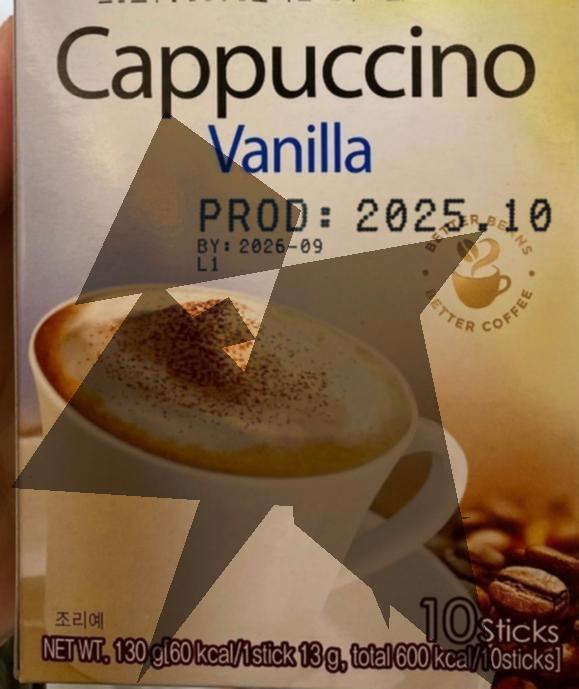 Cappuccino
Vanilla
PROD: 2025.10
BY: 2026-09
L1
BETTER BEANS
BETTER COFFEE
조리예
10 Sticks
NET WT. 130 g[60 kcal/1stick 13 g, total 600 kcal/10sticks]